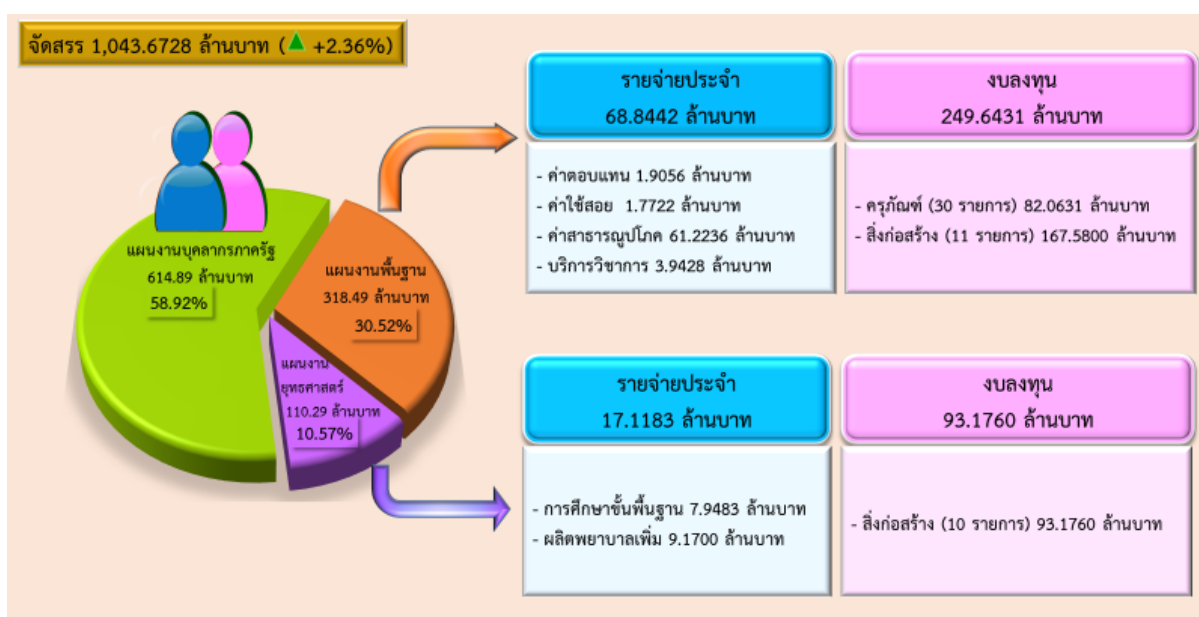 จัดสรร 1,043.6728 ล้านบาท (▲ +2.36%)
แผนงานบุคลากรภาครัฐ
614.89 ล้านบาท
58.92%
แผนงานพื้นฐาน
318.49 ล้านบาท
30.52%
แผนงาน
ยุทธศาสตร์
110.29 ล้านบาท
10.57%
รายจ่ายประจำ
68.8442 ล้านบาท
- ค่าตอบแทน 1.9056 ล้านบาท
- ค่าใช้สอย 1.7722 ล้านบาท
- ค่าสาธารณูปโภค 61.2236 ล้านบาท
- บริการวิชาการ 3.9428 ล้านบาท
งบลงทุน
249.6431 ล้านบาท
- ครุภัณฑ์ (30 รายการ) 82.0631 ล้านบาท
- สิ่งก่อสร้าง (11 รายการ) 167.5800 ล้านบาท
รายจ่ายประจำ
17.1183 ล้านบาท
- การศึกษาขั้นพื้นฐาน 7.9483 ล้านบาท
- ผลิตพยาบาลเพิ่ม 9.1700 ล้านบาท
งบลงทุน
93.1760 ล้านบาท
- สิ่งก่อสร้าง (10 รายการ) 93.1760 ล้านบาท